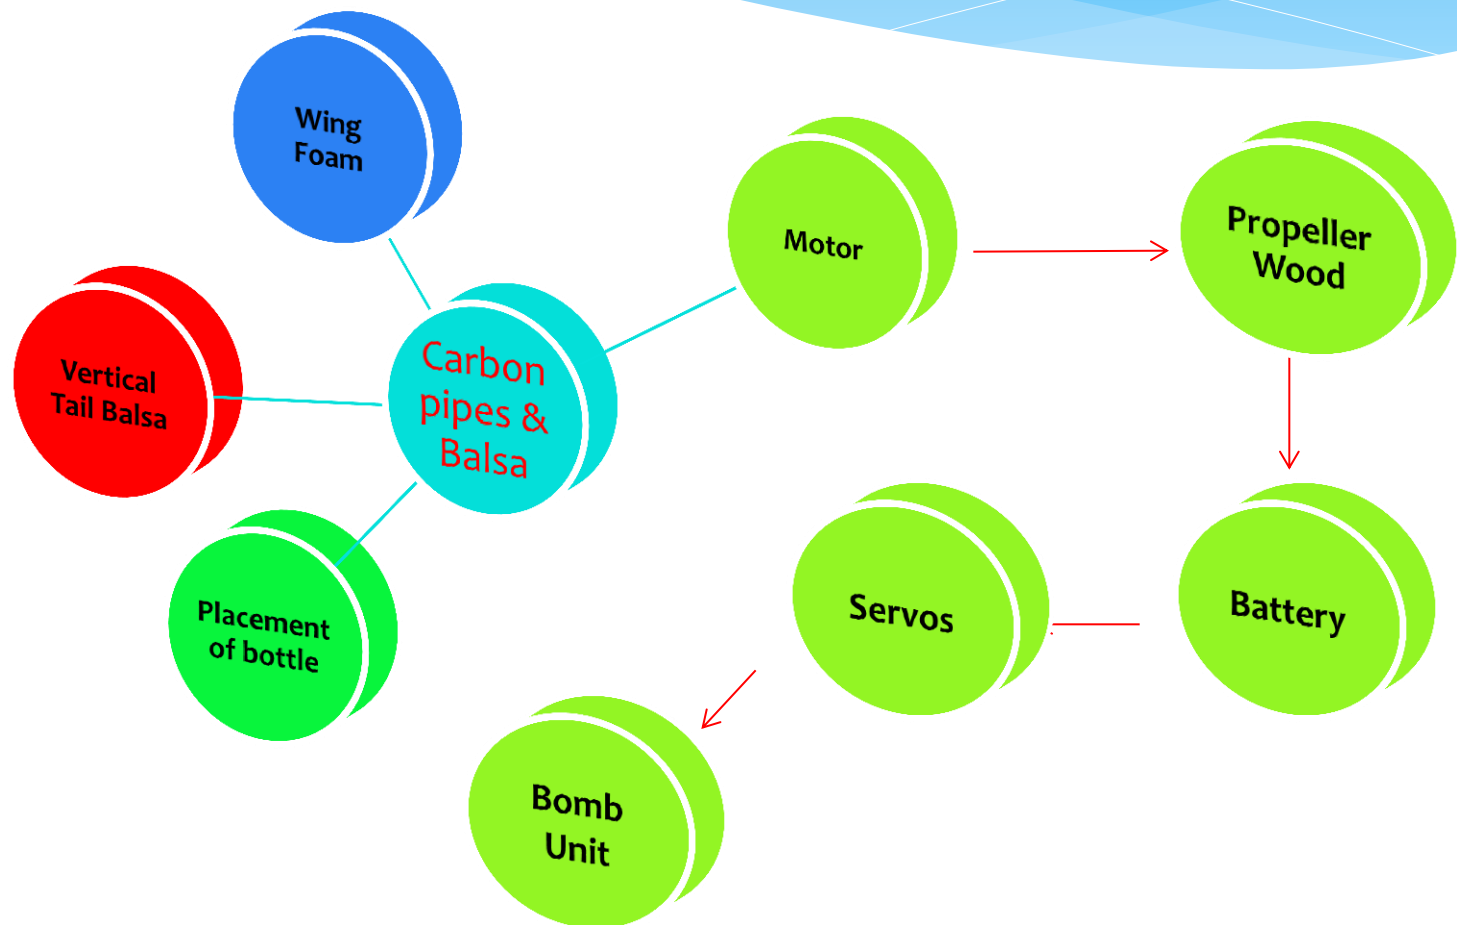 Wing
Foam
Motor
Propeller
Wood
Carbon
pipes &
Balsa
Vertical
Tail Balsa
Placement
of bottle
Servos
Battery
Bomb
Unit